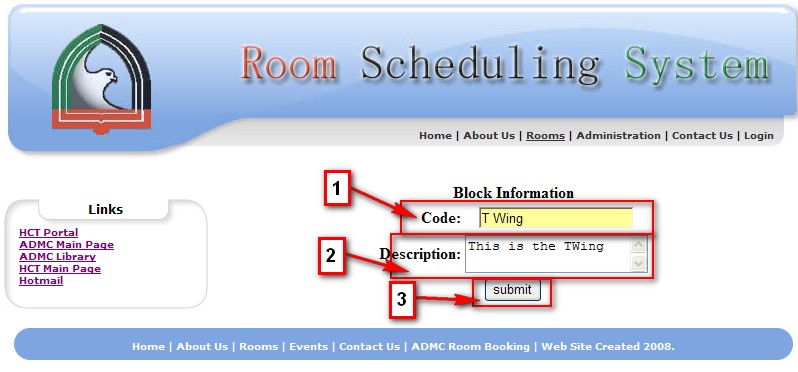 Room Scheduling System
Home | About Us | Rooms | Administration | Contact Us | Login
Links
HCT Portal
ADMC Main Page
ADMC Library
HCT Main Page
Hotmail
Block Information
1
Code: T Wing
2
Description: This is the TWing
3
submit
Home | About Us | Rooms | Events | Contact Us | ADMC Room Booking | Web Site Created 2008.